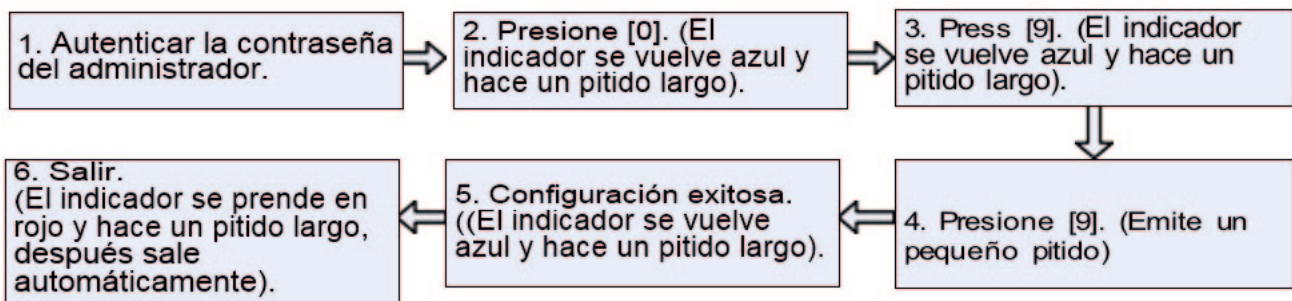 1. Autenticar la contraseña
del administrador.
2. Presione [0]. (El
indicador se vuelve azul y
hace un pitido largo).
3. Press [9]. (El indicador
se vuelve azul y hace un
pitido largo).
4. Presione [9]. (Emite un
pequeño pitido)
5. Configuración exitosa.
((El indicador se vuelve
azul y hace un pitido largo).
6. Salir.
(El indicador se prende en
rojo y hace un pitido largo,
después sale
automáticamente).